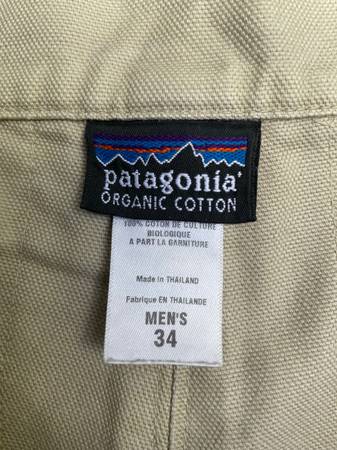 patagonia®
ORGANIC COTTON
100% COTON DE CULTURE
BIOLOGIQUE
A PART LA GARNITURE
Made in THAILAND
Fabrique EN THAILANDE
MEN'S
34